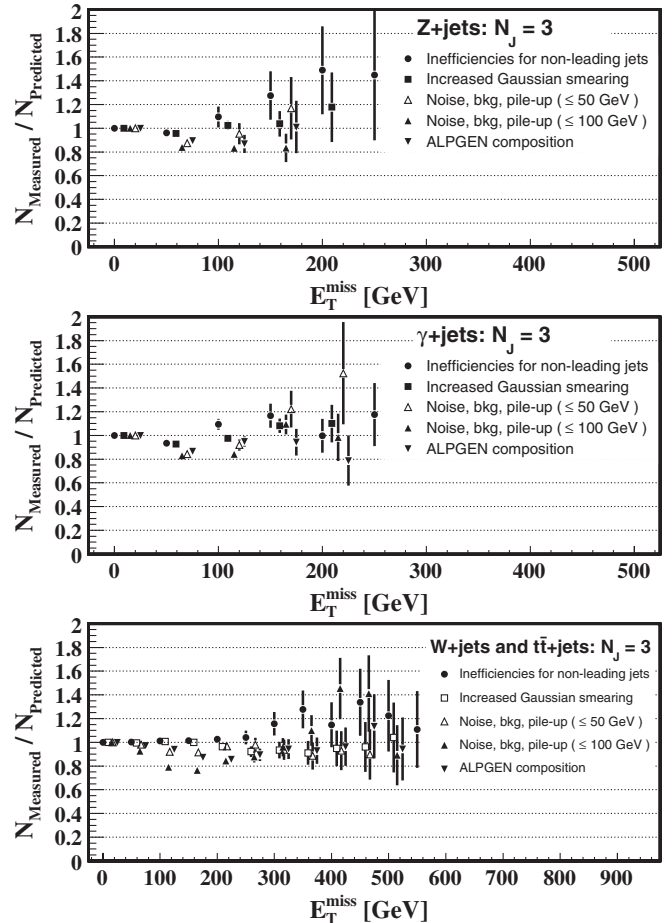 Z+jets: N_J = 3
Inefficiencies for non-leading jets
Increased Gaussian smearing
Noise, bkg, pile-up ( ≤ 50 GeV )
Noise, bkg, pile-up ( ≤ 100 GeV )
ALPGEN composition
N_Measured / N_Predicted
2
1.8
1.6
1.4
1.2
1
0.8
0.6
0.4
0.2
0
0 100 200 300 400 500
E_T^miss [GeV]
γ+jets: N_J = 3
Inefficiencies for non-leading jets
Increased Gaussian smearing
Noise, bkg, pile-up ( ≤ 50 GeV )
Noise, bkg, pile-up ( ≤ 100 GeV )
ALPGEN composition
N_Measured / N_Predicted
2
1.8
1.6
1.4
1.2
1
0.8
0.6
0.4
0.2
0
0 100 200 300 400 500
E_T^miss [GeV]
W+jets and tt̄+jets: N_J = 3
Inefficiencies for non-leading jets
Increased Gaussian smearing
Noise, bkg, pile-up ( ≤ 50 GeV )
Noise, bkg, pile-up ( ≤ 100 GeV )
ALPGEN composition
N_Measured / N_Predicted
2
1.8
1.6
1.4
1.2
1
0.8
0.6
0.4
0.2
0
0 100 200 300 400 500 600 700 800 900
E_T^miss [GeV]